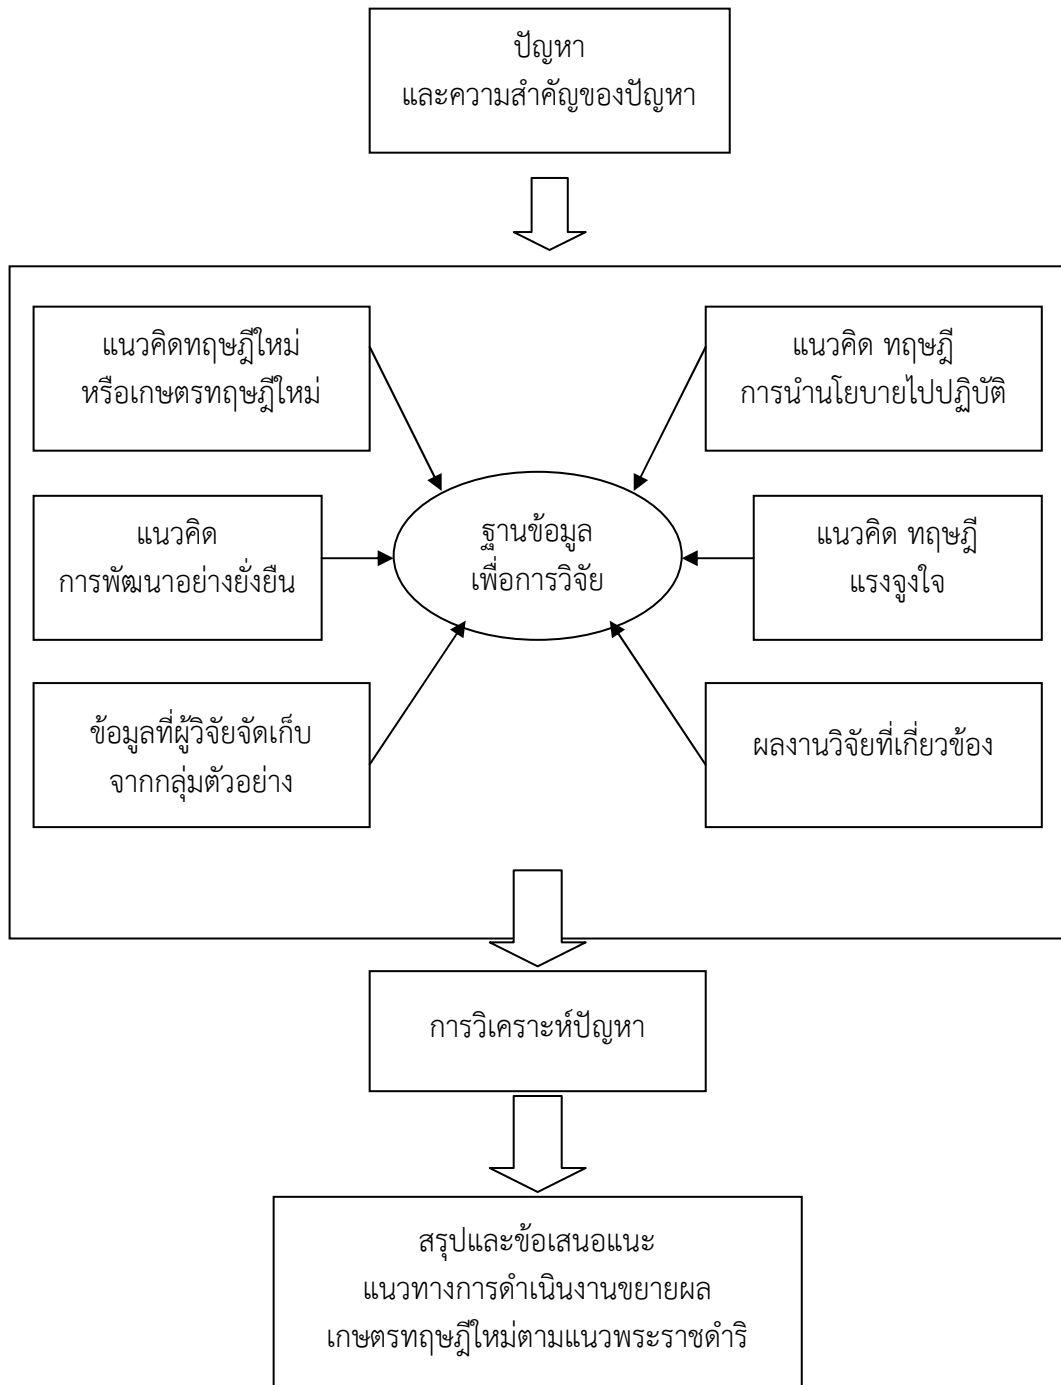 ปัญหา
และความสำคัญของปัญหา
แนวคิดทฤษฎีใหม่
หรือเกษตรทฤษฎีใหม่
แนวคิด ทฤษฎี
การนำนโยบายไปปฏิบัติ
แนวคิด
การพัฒนาอย่างยั่งยืน
ฐานข้อมูล
เพื่อการวิจัย
แนวคิด ทฤษฎี
แรงจูงใจ
ข้อมูลที่ผู้วิจัยจัดเก็บ
จากกลุ่มตัวอย่าง
ผลงานวิจัยที่เกี่ยวข้อง
การวิเคราะห์ปัญหา
สรุปและข้อเสนอแนะ
แนวทางการดำเนินงานขยายผล
เกษตรทฤษฎีใหม่ตามแนวพระราชดำริ